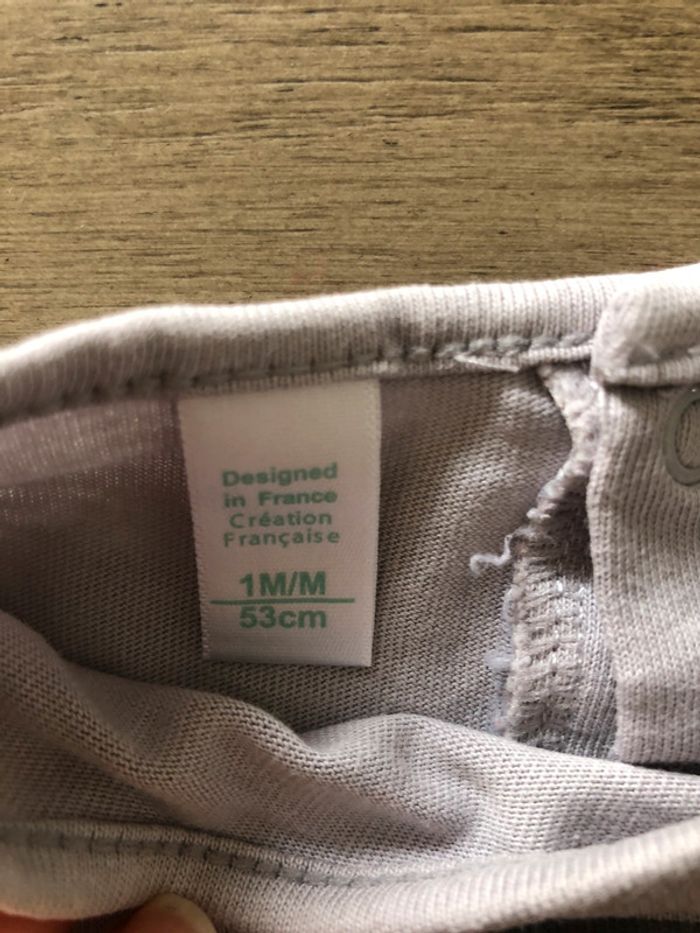 Designed
in France
Création
Française
1M/M
53cm